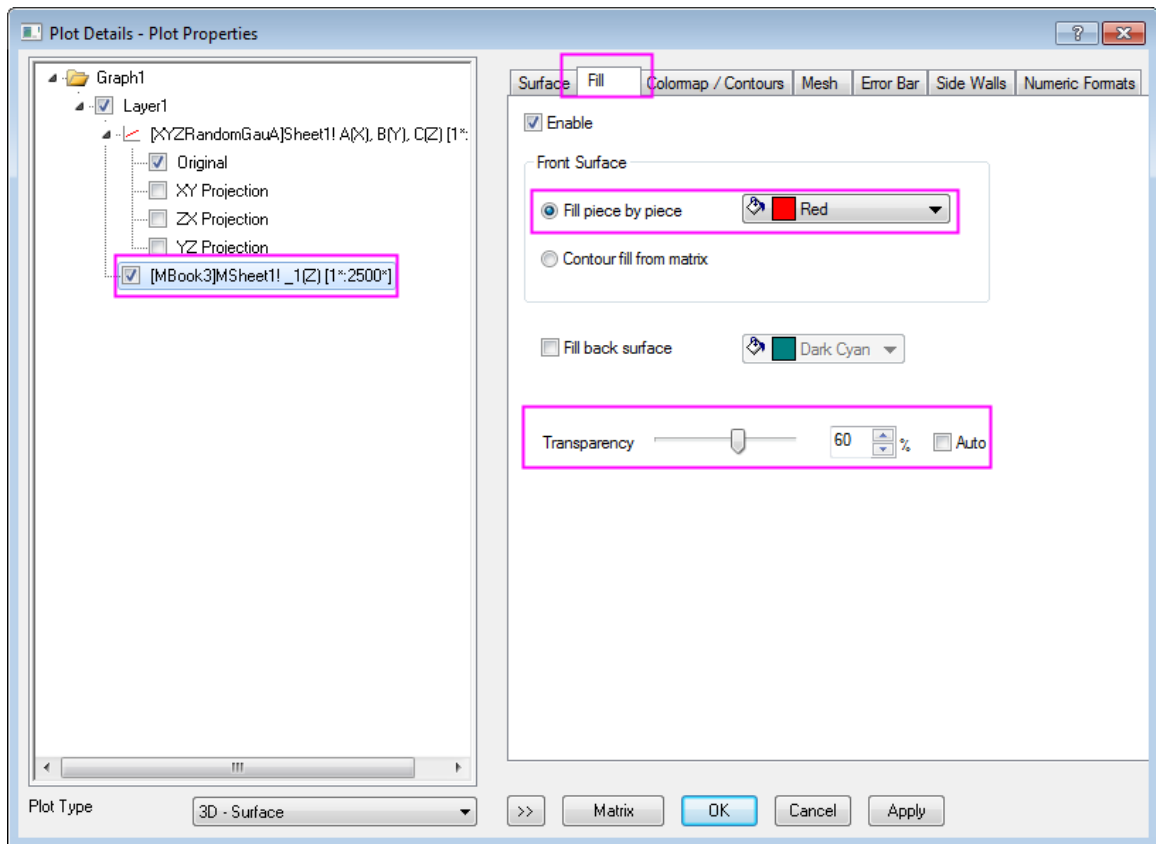 Plot Details - Plot Properties
Graph1
Layer1
[XYZRandomGauA]Sheet1! A(X), B(Y), C(Z) [1*:
Original
XY Projection
ZX Projection
YZ Projection
[MBook3]MSheet1! _1(Z) [1*:2500*]
Plot Type
3D - Surface
Surface Fill Colormap / Contours Mesh Error Bar Side Walls Numeric Formats
Enable
Front Surface
Fill piece by piece Red
Contour fill from matrix
Fill back surface Dark Cyan
Transparency 60 % Auto
>> Matrix OK Cancel Apply